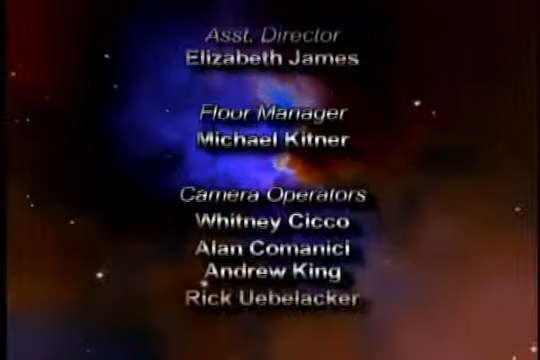 Asst. Director
Elizabeth James
Floor Manager
Michael Kitner
Camera Operators
Whitney Cicco
Alan Comanici
Andrew King
Rick Uebelacker